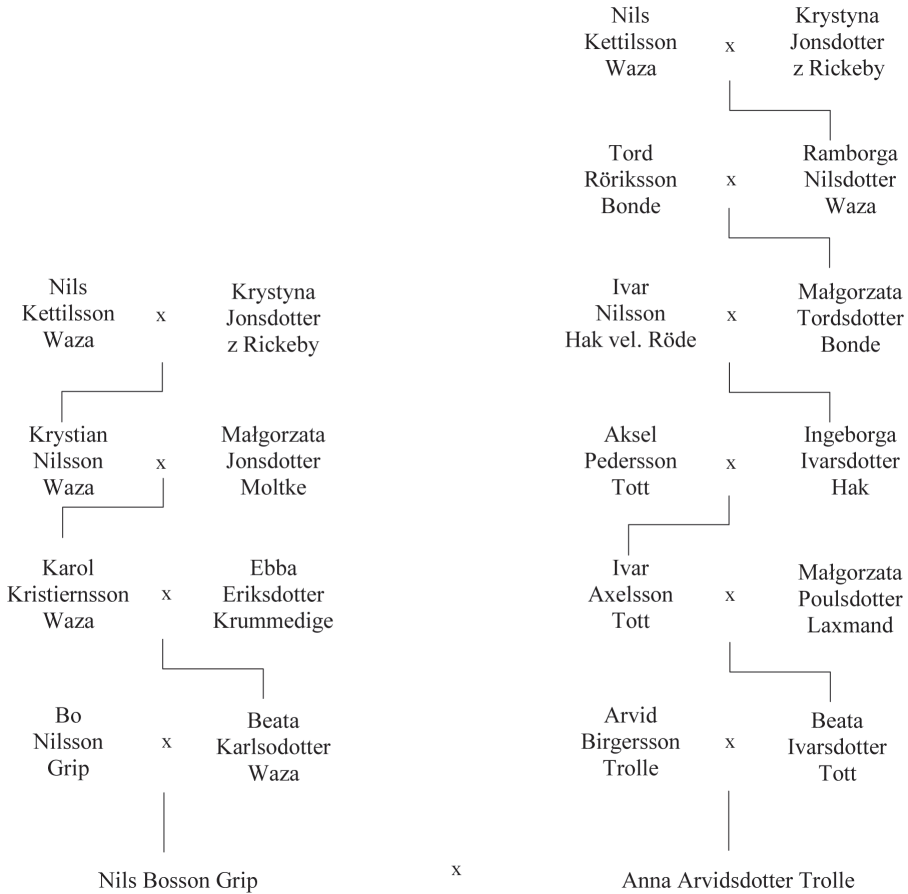 Nils
Kettilsson
Waza
x
Krystyna
Jonsdotter
z Rickeby
Tord
Röriksson
Bonde
x
Ramborga
Nilsdotter
Waza
Nils
Kettilsson
Waza
x
Krystyna
Jonsdotter
z Rickeby
Ivar
Nilsson
Hak vel. Röde
x
Małgorzata
Tordsdotter
Bonde
Krystian
Nilsson
Waza
x
Małgorzata
Jonsdotter
Moltke
Aksel
Pedersson
Tott
x
Ingeborga
Ivarsdotter
Hak
Karol
Kristiernsson
Waza
x
Ebba
Eriksdotter
Krummedige
Ivar
Axelsson
Tott
x
Małgorzata
Poulsdotter
Laxmand
Bo
Nilsson
Grip
x
Beata
Karlsodotter
Waza
Arvid
Birgersson
Trolle
x
Beata
Ivarsdotter
Tott
Nils Bosson Grip
x
Anna Arvidsdotter Trolle